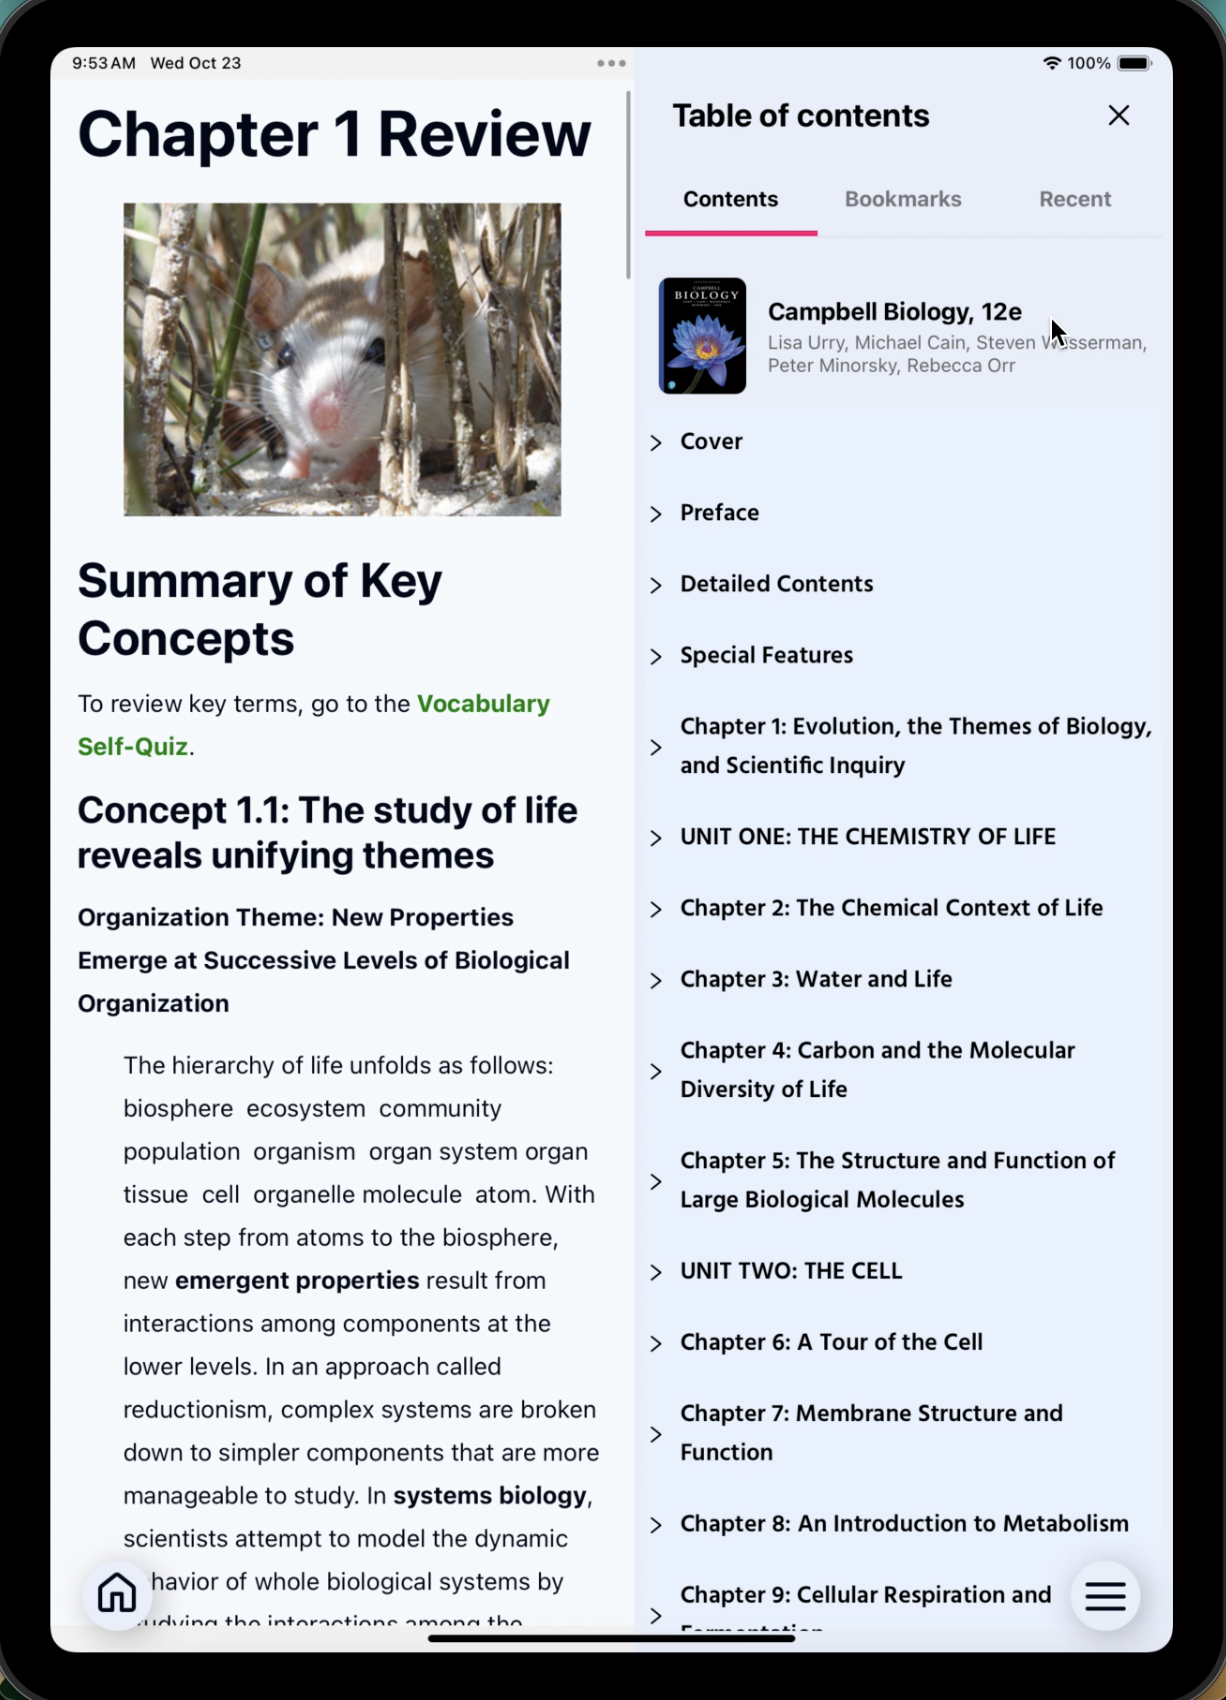 9:53 AM Wed Oct 23
100%
Chapter 1 Review
Summary of Key
Concepts
To review key terms, go to the Vocabulary
Self-Quiz.
Concept 1.1: The study of life
reveals unifying themes
Organization Theme: New Properties
Emerge at Successive Levels of Biological
Organization
The hierarchy of life unfolds as follows:
biosphere ecosystem community
population organism organ system organ
tissue cell organelle molecule atom. With
each step from atoms to the biosphere,
new emergent properties result from
interactions among components at the
lower levels. In an approach called
reductionism, complex systems are broken
down to simpler components that are more
manageable to study. In systems biology,
scientists attempt to model the dynamic
of whole biological systems by
the interactions among the
Table of contents
Contents Bookmarks Recent
CAMPBELL
BIOLOGY
Campbell Biology, 12e
Lisa Urry, Michael Cain, Steven Wasserman,
Peter Minorsky, Rebecca Orr
Cover
Preface
Detailed Contents
Special Features
Chapter 1: Evolution, the Themes of Biology,
and Scientific Inquiry
UNIT ONE: THE CHEMISTRY OF LIFE
Chapter 2: The Chemical Context of Life
Chapter 3: Water and Life
Chapter 4: Carbon and the Molecular
Diversity of Life
Chapter 5: The Structure and Function of
Large Biological Molecules
UNIT TWO: THE CELL
Chapter 6: A Tour of the Cell
Chapter 7: Membrane Structure and
Function
Chapter 8: An Introduction to Metabolism
Chapter 9: Cellular Respiration and
Fermentation